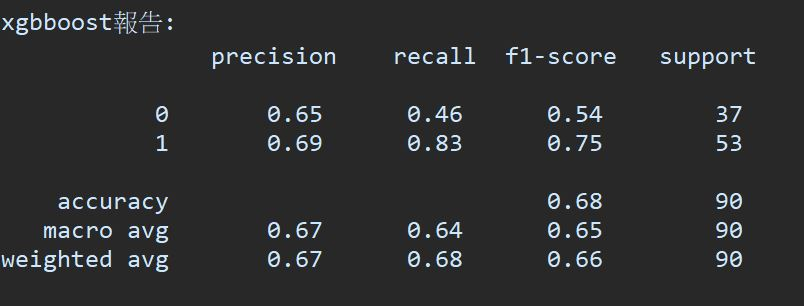 xgbboost報告:
precision recall f1-score support
0 0.65 0.46 0.54 37
1 0.69 0.83 0.75 53
accuracy 0.68 90
macro avg 0.67 0.64 0.65 90
weighted avg 0.67 0.68 0.66 90